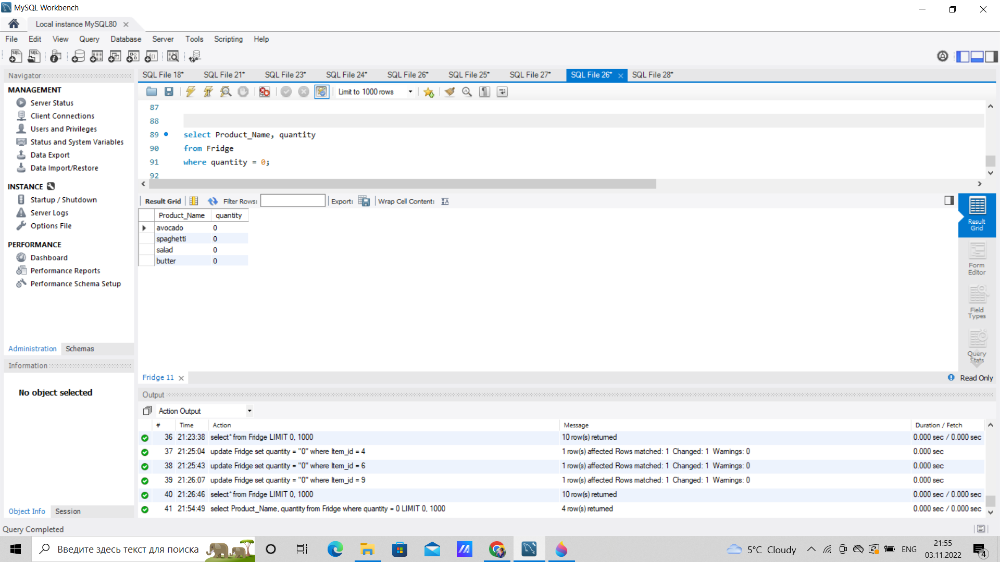 MySQL Workbench
Local instance MySQL80
File Edit View Query Database Server Tools Scripting Help
Navigator
MANAGEMENT
Server Status
Client Connections
Users and Privileges
Status and System Variables
Data Export
Data Import/Restore
INSTANCE
Startup / Shutdown
Server Logs
Options File
PERFORMANCE
Dashboard
Performance Reports
Performance Schema Setup
Administration Schemas
Information
No object selected
Object Info Session
SQL File 18* SQL File 21* SQL File 23* SQL File 24* SQL File 26* SQL File 25* SQL File 27* SQL File 26* SQL File 28*
Limit to 1000 rows
87
88
89 select Product_Name, quantity
90 from Fridge
91 where quantity = 0;
92
Result Grid Filter Rows: Export: Wrap Cell Content:
Product_Name quantity
avocado 0
spaghetti 0
salad 0
butter 0
Result Grid
Form Editor
Field Types
Query Stats
Fridge 11
Read Only
Output
Action Output
# Time Action Message Duration / Fetch
36 21:23:38 select* from Fridge LIMIT 0, 1000 10 row(s) returned 0.000 sec / 0.000 sec
37 21:25:04 update Fridge set quantity = "0" where Item_id = 4 1 row(s) affected Rows matched: 1 Changed: 1 Warnings: 0 0.000 sec
38 21:25:43 update Fridge set quantity = "0" where Item_id = 6 1 row(s) affected Rows matched: 1 Changed: 1 Warnings: 0 0.000 sec
39 21:26:07 update Fridge set quantity = "0" where Item_id = 9 1 row(s) affected Rows matched: 1 Changed: 1 Warnings: 0 0.000 sec
40 21:26:46 select* from Fridge LIMIT 0, 1000 10 row(s) returned 0.000 sec / 0.000 sec
41 21:54:49 select Product_Name, quantity from Fridge where quantity = 0 LIMIT 0, 1000 4 row(s) returned 0.000 sec / 0.000 sec
Query Completed
Введите здесь текст для поиска
5°C Cloudy
ENG
21:55
03.11.2022
4